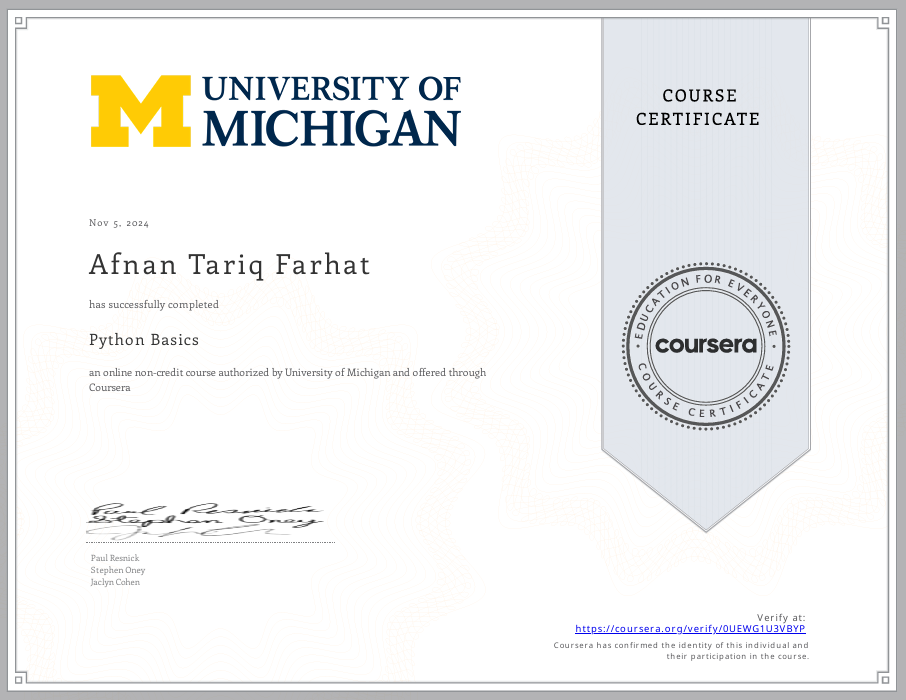 UNIVERSITY OF
MICHIGAN
COURSE
CERTIFICATE
Nov 5, 2024
Afnan Tariq Farhat
has successfully completed
Python Basics
an online non-credit course authorized by University of Michigan and offered through
Coursera
EDUCATION FOR EVERYONE
coursera
COURSE CERTIFICATE
Paul Resnick
Stephen Oney
Paul Resnick
Stephen Oney
Jaclyn Cohen
Verify at:
https://coursera.org/verify/0UEWG1U3VBYP
Coursera has confirmed the identity of this individual and
their participation in the course.